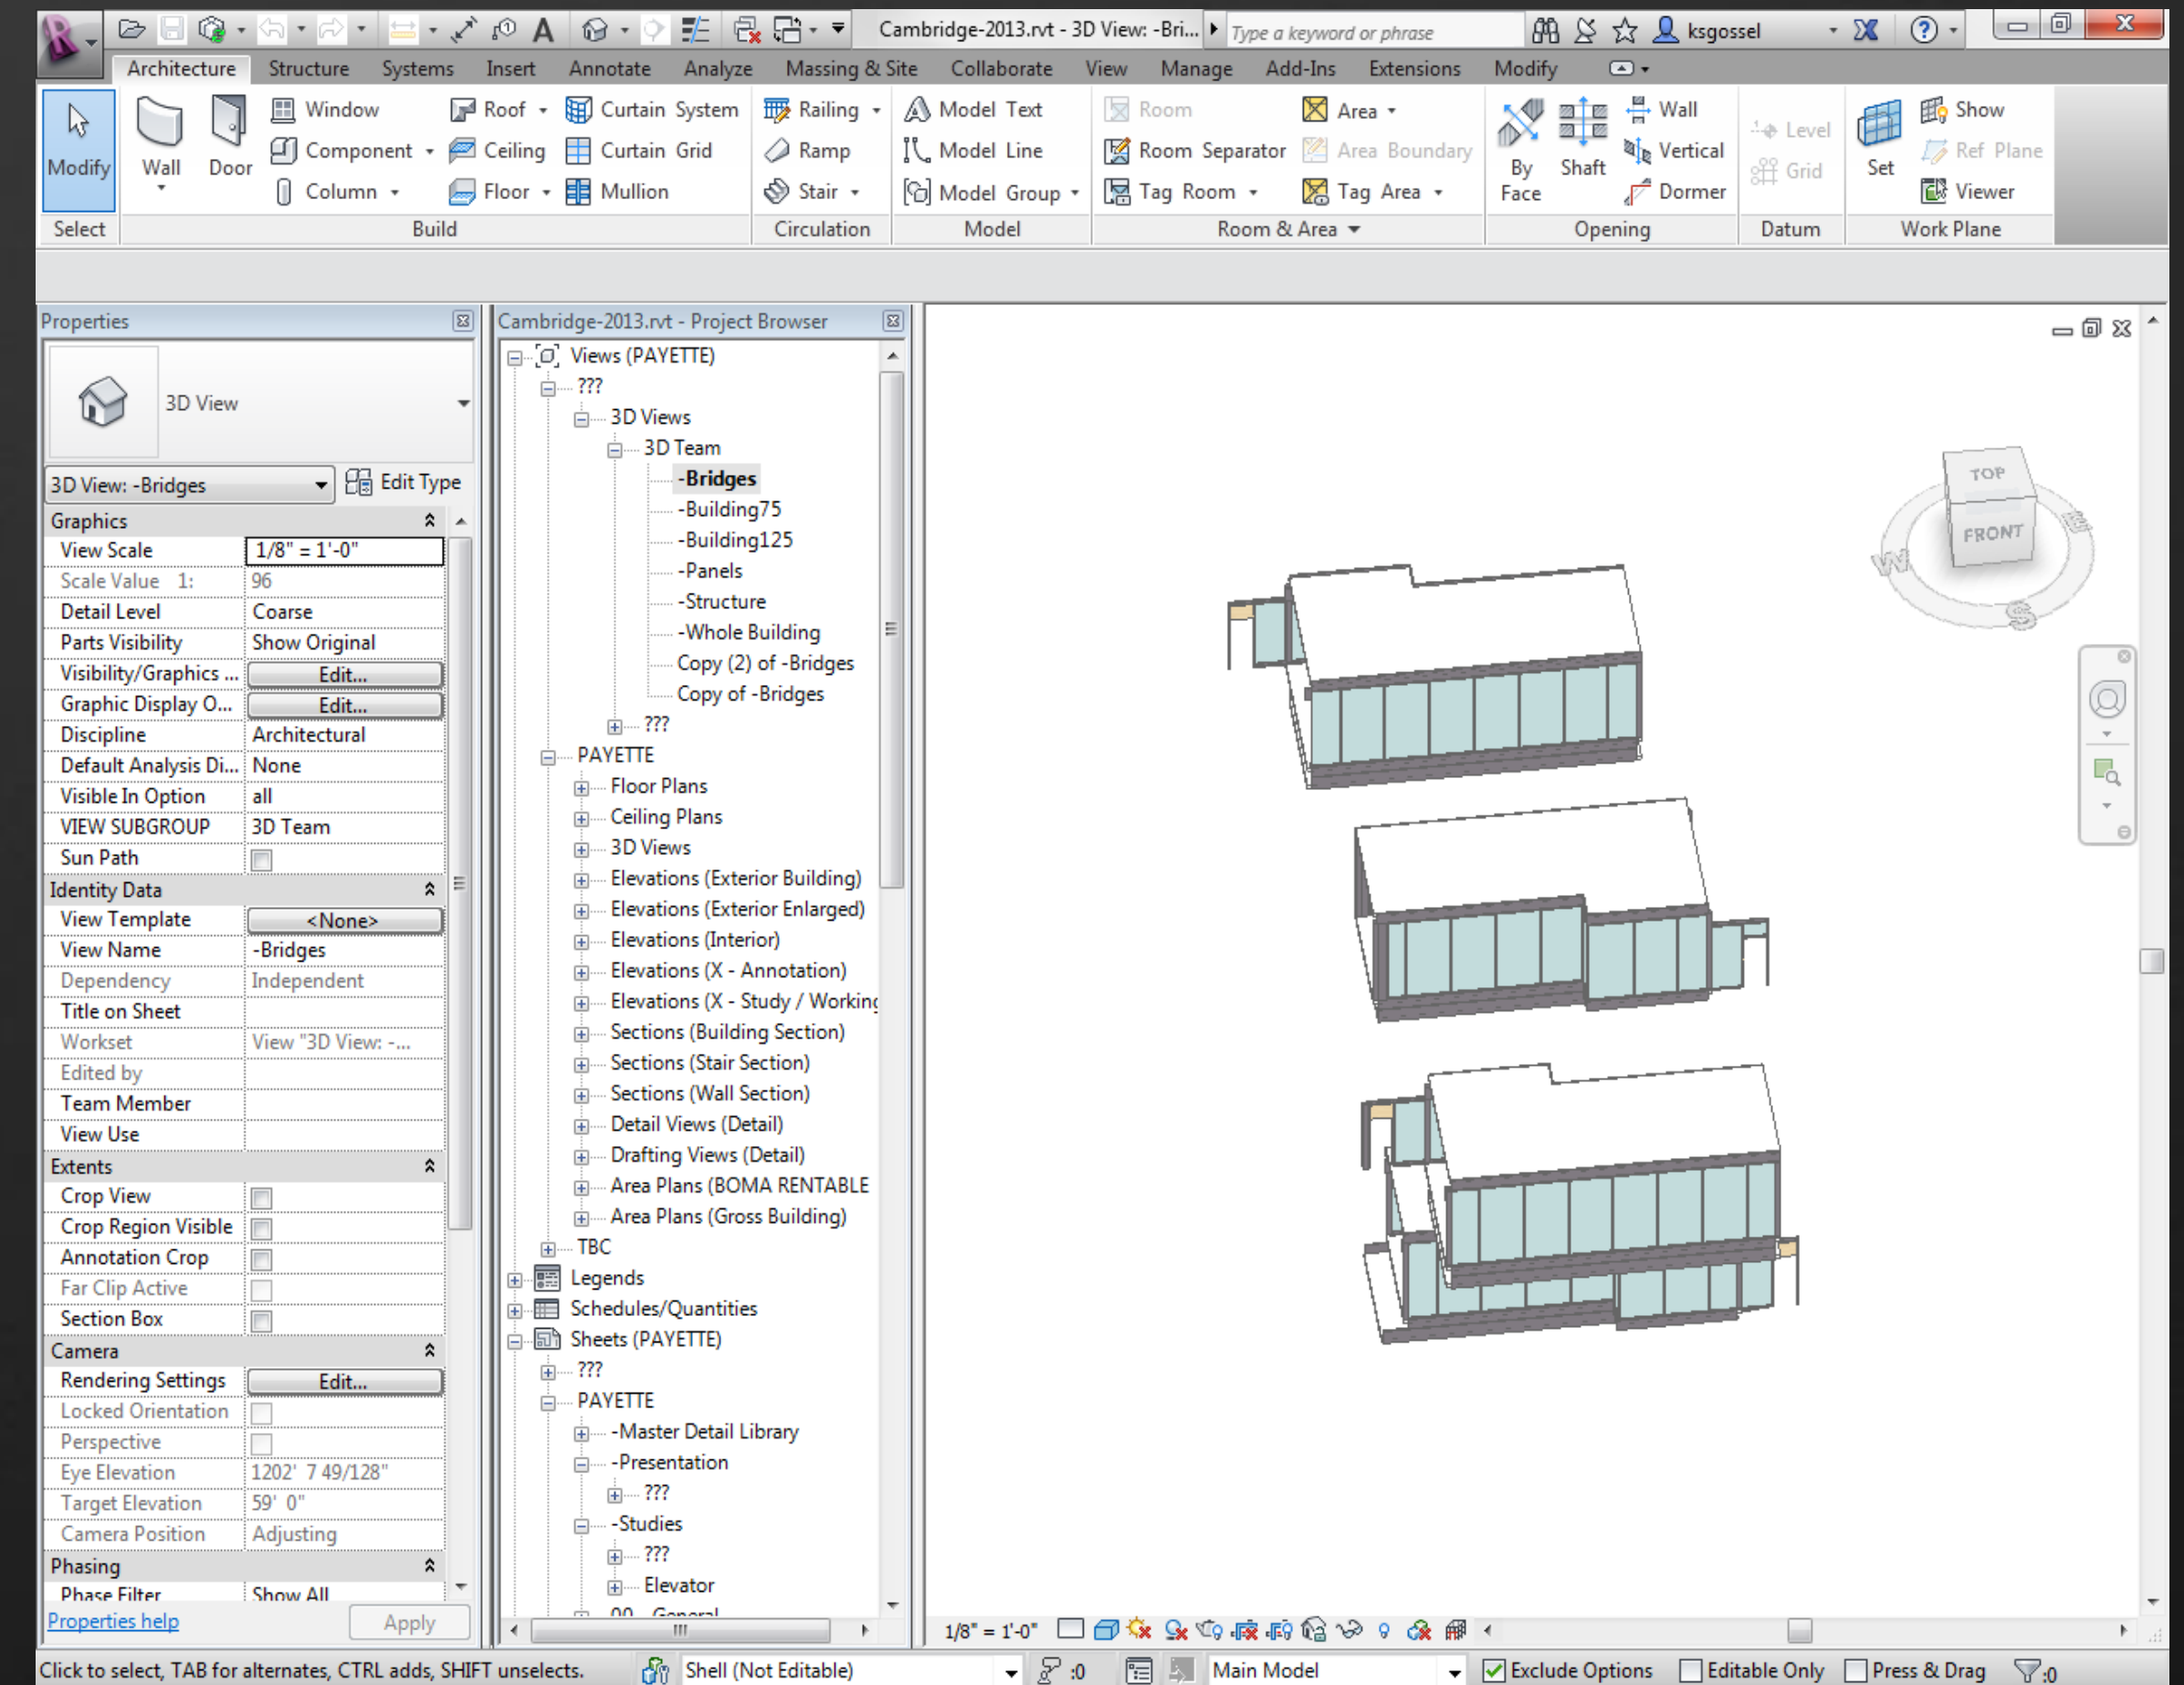 Cambridge-2013.rvt - 3D View: -Bri...
Type a keyword or phrase
ksgossel
Architecture Structure Systems Insert Annotate Analyze Massing & Site Collaborate View Manage Add-Ins Extensions Modify
Modify
Wall
Door
Window
Component
Column
Roof
Ceiling
Floor
Curtain System
Curtain Grid
Mullion
Railing
Ramp
Stair
Model Text
Model Line
Model Group
Room
Room Separator
Tag Room
Area
Area Boundary
Tag Area
By Face
Shaft
Wall
Vertical
Dormer
Level
Grid
Set
Show
Ref Plane
Viewer
Select Build Circulation Model Room & Area Opening Datum Work Plane
Properties
3D View
3D View: -Bridges Edit Type
Graphics
View Scale 1/8" = 1'-0"
Scale Value 1: 96
Detail Level Coarse
Parts Visibility Show Original
Visibility/Graphics ... Edit...
Graphic Display O... Edit...
Discipline Architectural
Default Analysis Di... None
Visible In Option all
VIEW SUBGROUP 3D Team
Sun Path
Identity Data
View Template <None>
View Name -Bridges
Dependency Independent
Title on Sheet
Workset View "3D View: -...
Edited by
Team Member
View Use
Extents
Crop View
Crop Region Visible
Annotation Crop
Far Clip Active
Section Box
Camera
Rendering Settings Edit...
Locked Orientation
Perspective
Eye Elevation 1202' 7 49/128"
Target Elevation 59' 0"
Camera Position Adjusting
Phasing
Phase Filter Show All
Properties help Apply
Cambridge-2013.rvt - Project Browser
Views (PAYETTE)
???
3D Views
3D Team
-Bridges
-Building75
-Building125
-Panels
-Structure
-Whole Building
Copy (2) of -Bridges
Copy of -Bridges
???
PAYETTE
Floor Plans
Ceiling Plans
3D Views
Elevations (Exterior Building)
Elevations (Exterior Enlarged)
Elevations (Interior)
Elevations (X - Annotation)
Elevations (X - Study / Working
Sections (Building Section)
Sections (Stair Section)
Sections (Wall Section)
Detail Views (Detail)
Drafting Views (Detail)
Area Plans (BOMA RENTABLE
Area Plans (Gross Building)
TBC
Legends
Schedules/Quantities
Sheets (PAYETTE)
???
PAYETTE
-Master Detail Library
-Presentation
???
-Studies
???
Elevator
00 General
TOP
FRONT
W
E
S
1/8" = 1'-0"
Click to select, TAB for alternates, CTRL adds, SHIFT unselects. Shell (Not Editable) :0 Main Model Exclude Options Editable Only Press & Drag :0